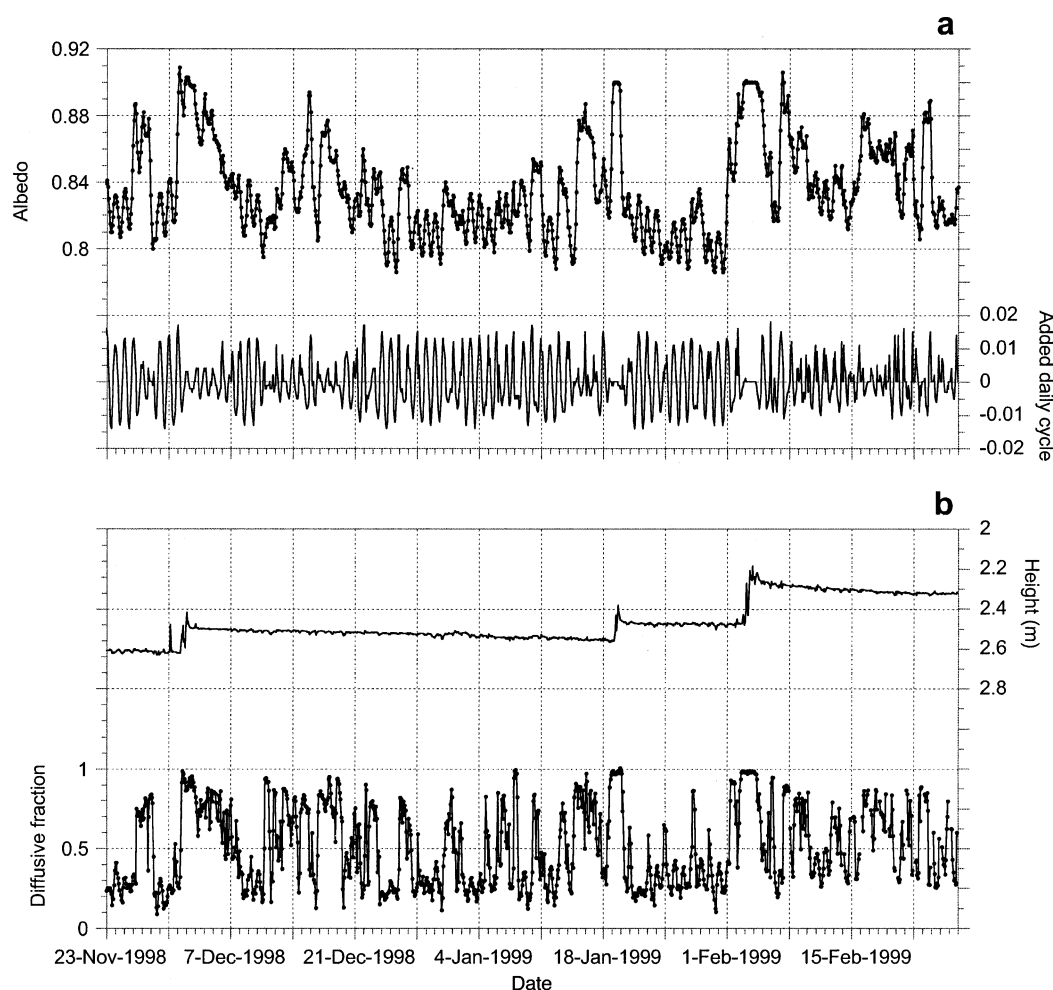 a
0.92
0.88
0.84
0.8
Albedo
0.02
0.01
0
-0.01
-0.02
Added daily cycle
b
2
2.2
2.4
2.6
2.8
Height (m)
1
0.5
0
Diffusive fraction
23-Nov-1998 7-Dec-1998 21-Dec-1998 4-Jan-1999 18-Jan-1999 1-Feb-1999 15-Feb-1999
Date